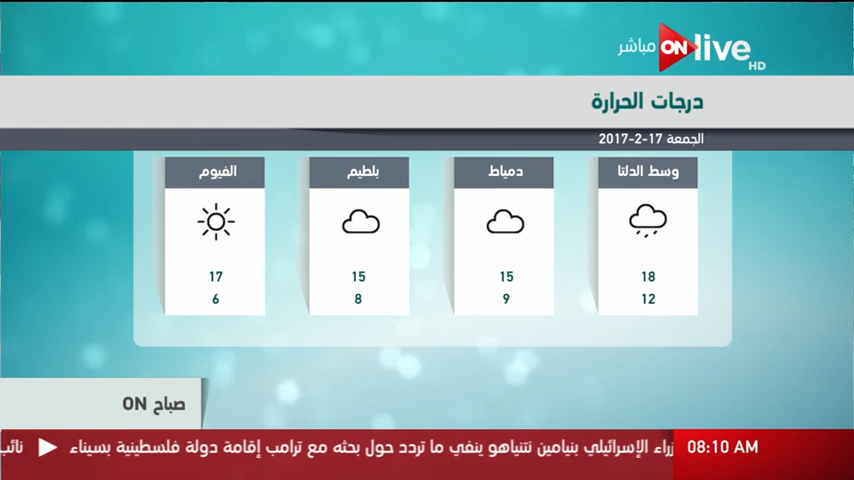 مباشر ON live
HD
درجات الحرارة
الجمعة 17-2-2017
وسط الدلتا
18
12
دمياط
15
9
بلطيم
15
8
الفيوم
17
6
صباح ON
08:10 AM
زراء الإسرائيلي بنيامين نتنياهو ينفي ما تردد حول بحثه مع ترامب إقامة دولة فلسطينية بسيناء نائب